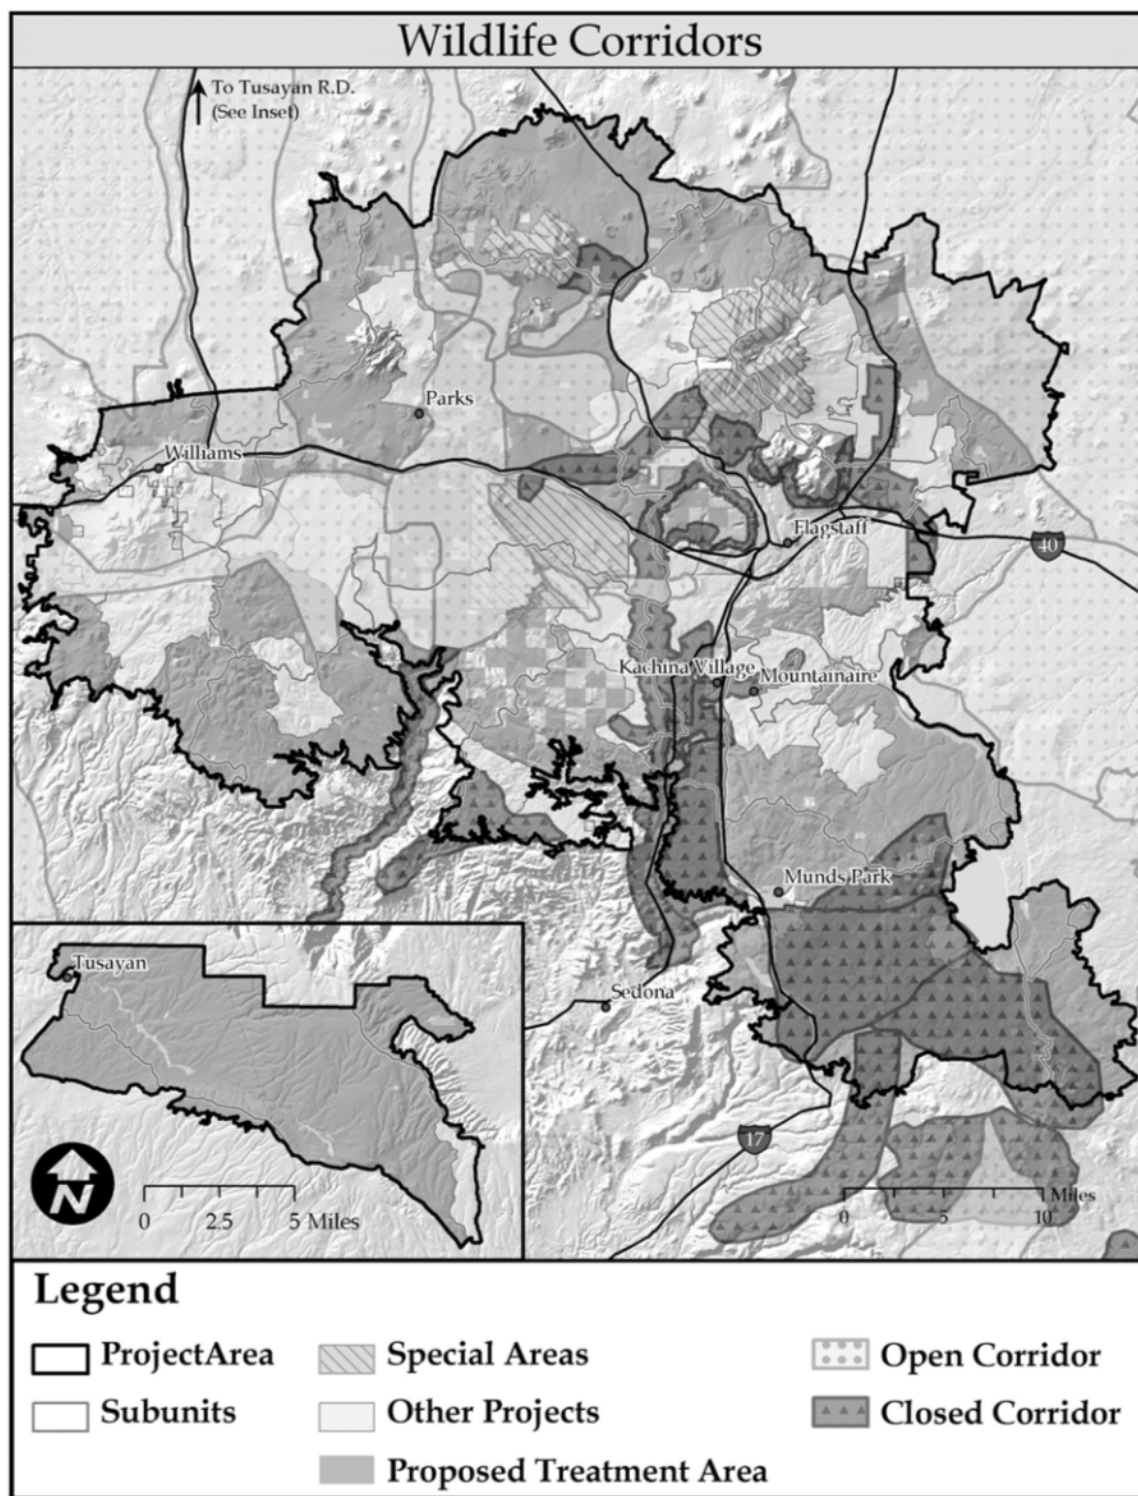 Wildlife Corridors
To Tusayan R.D.
(See Inset)
Parks
Williams
Flagstaff
40
Kachina Village
Mountainaire
Munds Park
Tusayan
Sedona
17
N
0 2.5 5 Miles
0 5 10 Miles
Legend
ProjectArea
Special Areas
Open Corridor
Subunits
Other Projects
Closed Corridor
Proposed Treatment Area